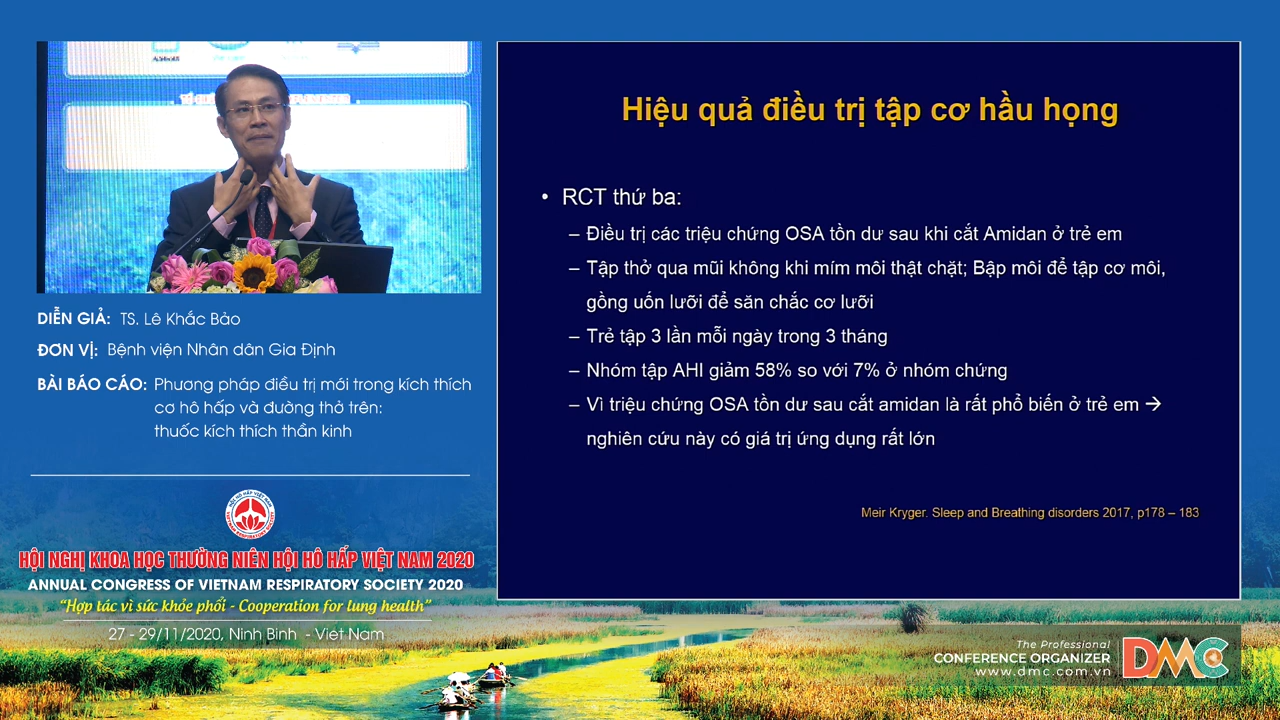 DIỄN GIẢ: TS. Lê Khắc Bảo
ĐƠN VỊ: Bệnh viện Nhân dân Gia Định
BÀI BÁO CÁO: Phương pháp điều trị mới trong kích thích
cơ hô hấp và đường thở trên:
thuốc kích thích thần kinh
HỘI HÔ HẤP VIỆT NAM
VIETNAM RESPIRATORY SOCIETY
HỘI NGHỊ KHOA HỌC THƯỜNG NIÊN HỘI HÔ HẤP VIỆT NAM 2020
ANNUAL CONGRESS OF VIETNAM RESPIRATORY SOCIETY 2020
“Hợp tác vì sức khỏe phổi - Cooperation for lung health”
27 - 29/11/2020, Ninh Bình - Việt Nam
Hiệu quả điều trị tập cơ hầu họng
• RCT thứ ba:
– Điều trị các triệu chứng OSA tồn dư sau khi cắt Amidan ở trẻ em
– Tập thở qua mũi không khi mím môi thật chặt; Bập môi để tập cơ môi,
gồng uốn lưỡi để săn chắc cơ lưỡi
– Trẻ tập 3 lần mỗi ngày trong 3 tháng
– Nhóm tập AHI giảm 58% so với 7% ở nhóm chứng
– Vì triệu chứng OSA tồn dư sau cắt amidan là rất phổ biến ở trẻ em →
nghiên cứu này có giá trị ứng dụng rất lớn
Meir Kryger. Sleep and Breathing disorders 2017, p178 – 183
The Professional
CONFERENCE ORGANIZER
www.dmc.com.vn
DMC